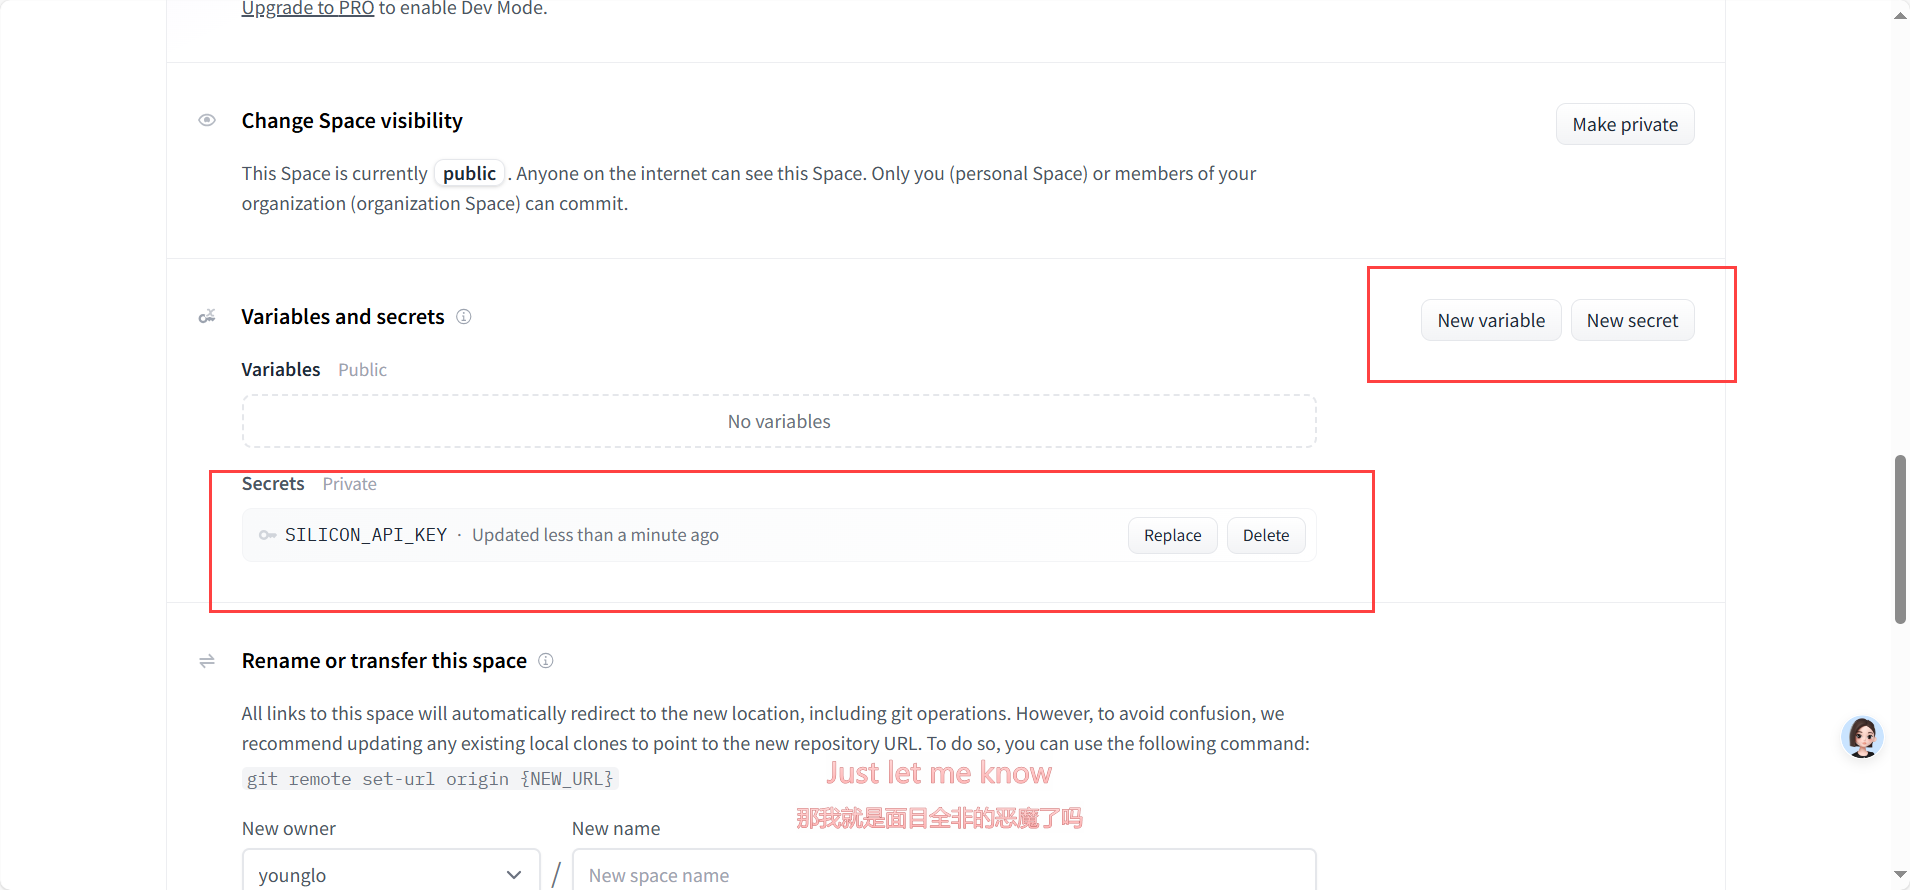 Upgrade to PRO to enable Dev Mode.
Change Space visibility
Make private
This Space is currently public . Anyone on the internet can see this Space. Only you (personal Space) or members of your
organization (organization Space) can commit.
Variables and secrets
New variable
New secret
Variables Public
No variables
Secrets Private
SILICON_API_KEY · Updated less than a minute ago
Replace
Delete
Rename or transfer this space
All links to this space will automatically redirect to the new location, including git operations. However, to avoid confusion, we
recommend updating any existing local clones to point to the new repository URL. To do so, you can use the following command:
git remote set-url origin {NEW_URL}
Just let me know
那我就是面目全非的恶魔了吗
New owner
New name
younglo
/
New space name